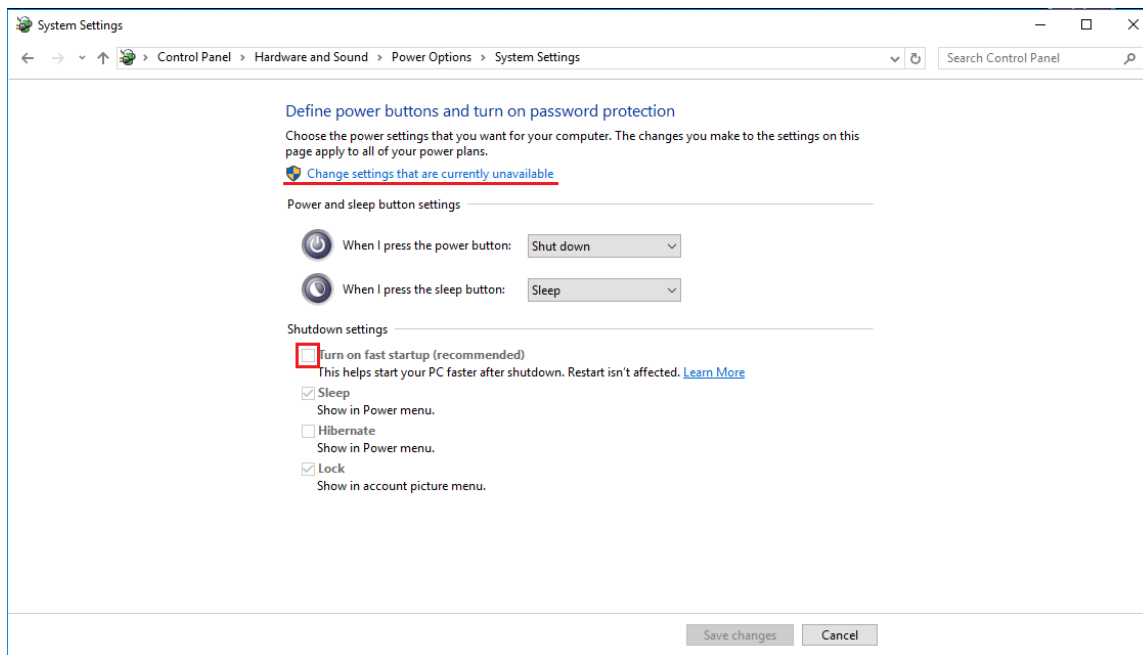 System Settings
Control Panel > Hardware and Sound > Power Options > System Settings
Search Control Panel
Define power buttons and turn on password protection
Choose the power settings that you want for your computer. The changes you make to the settings on this
page apply to all of your power plans.
Change settings that are currently unavailable
Power and sleep button settings
When I press the power button: Shut down
When I press the sleep button: Sleep
Shutdown settings
Turn on fast startup (recommended)
This helps start your PC faster after shutdown. Restart isn't affected. Learn More
Sleep
Show in Power menu.
Hibernate
Show in Power menu.
Lock
Show in account picture menu.
Save changes Cancel